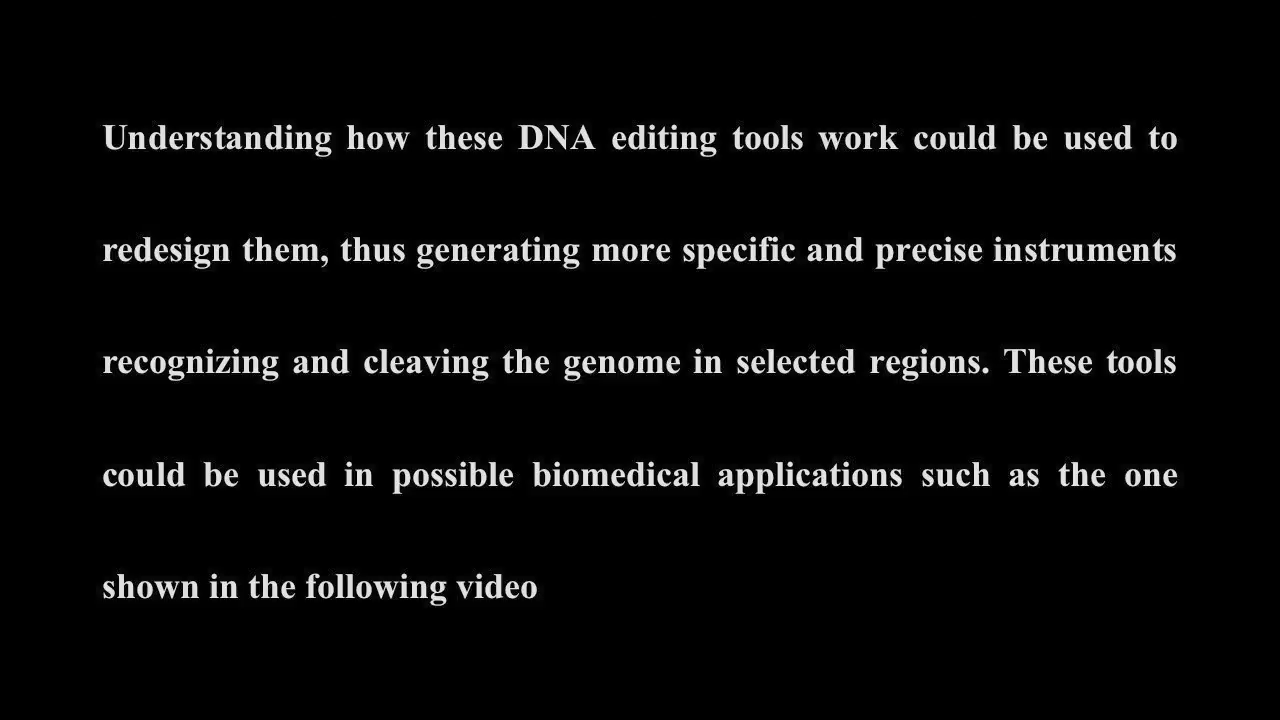 Understanding how these DNA editing tools work could be used to
redesign them, thus generating more specific and precise instruments
recognizing and cleaving the genome in selected regions. These tools
could be used in possible biomedical applications such as the one
shown in the following video